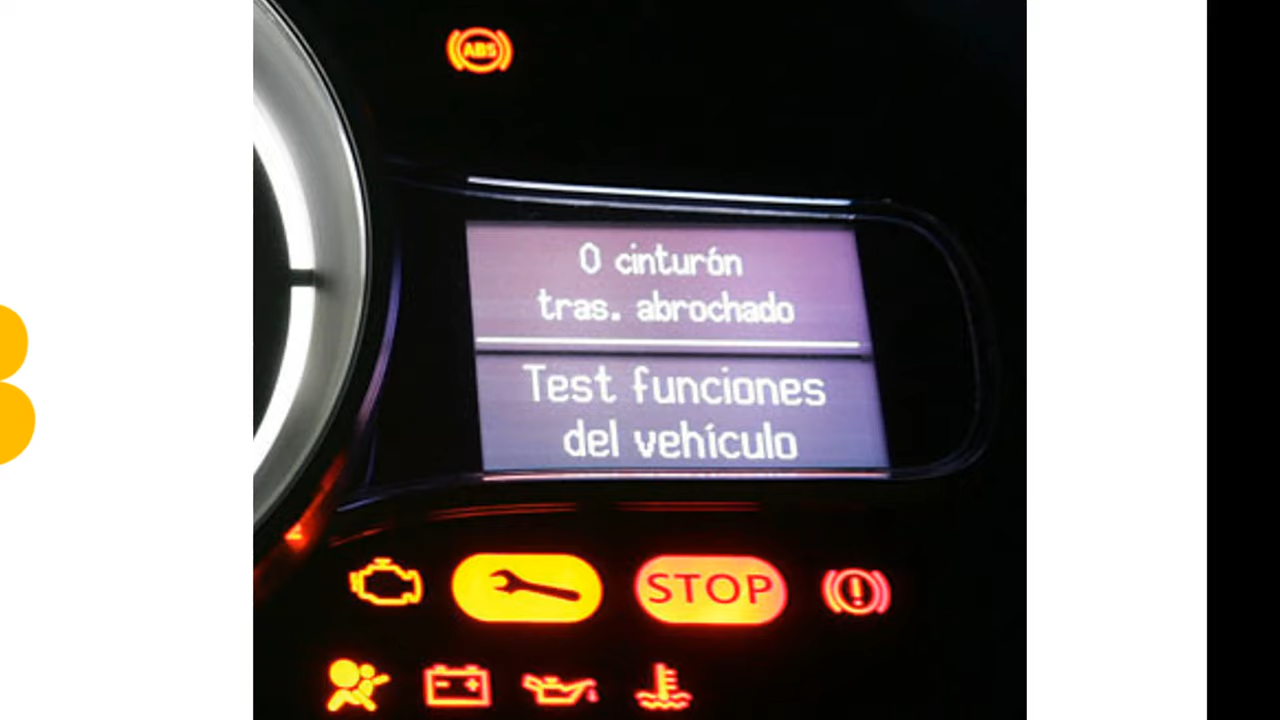 ABS
0 cinturón
tras. abrochado
Test funciones
del vehículo
STOP